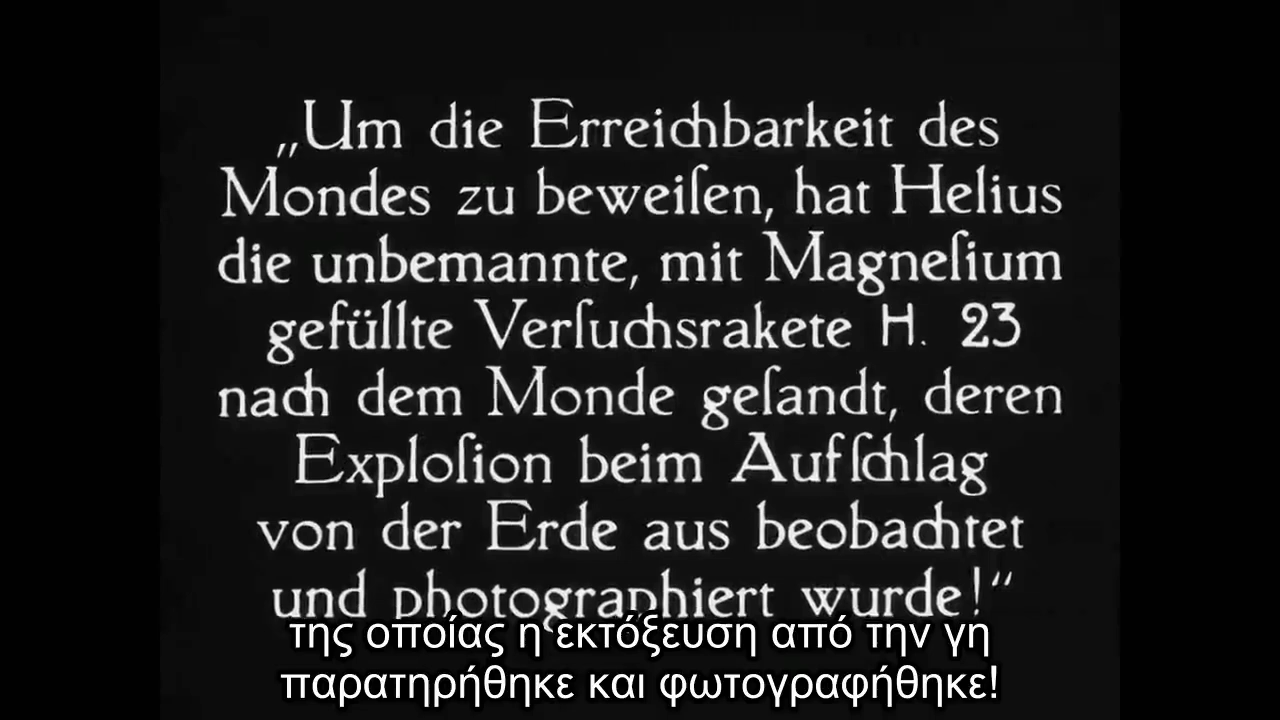 „Um die Erreichbarkeit des
Mondes zu beweiſen, hat Helius
die unbemannte, mit Magneſium
gefüllte Verſuchsrakete H. 23
nach dem Monde geſandt, deren
Exploſion beim Aufſchlag
von der Erde aus beobachtet
und photographiert wurde!“
της οποίας η εκτόξευση από την γη
παρατηρήθηκε και φωτογραφήθηκε!